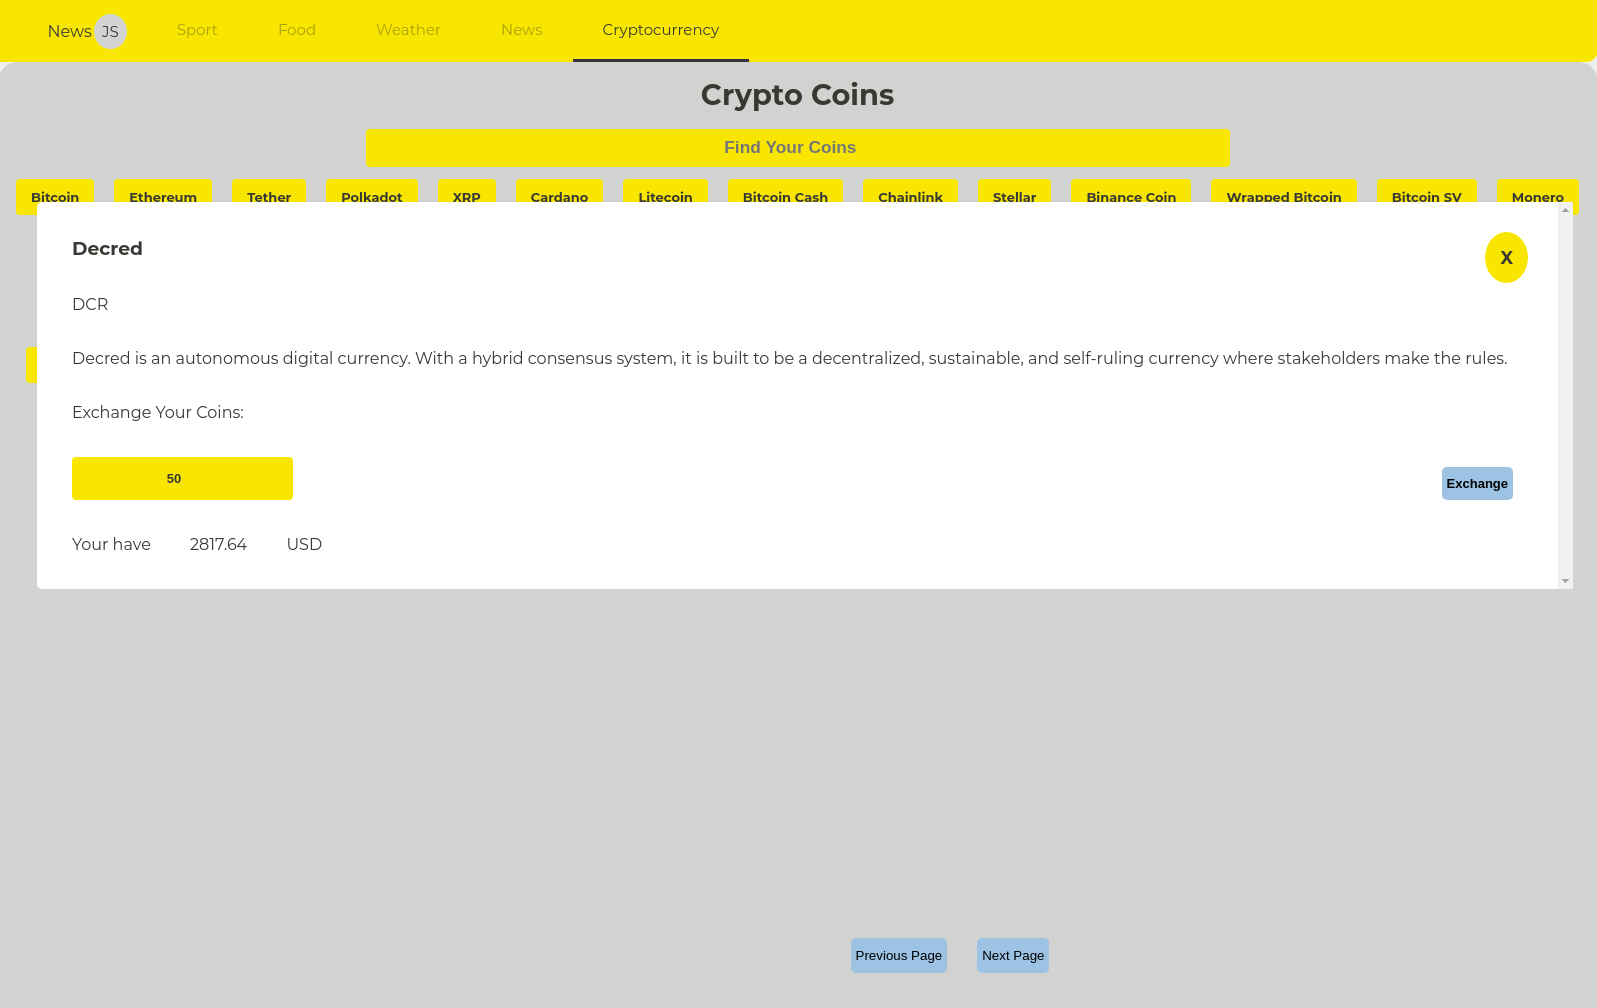 News JS Sport Food Weather News Cryptocurrency
Crypto Coins
Find Your Coins
Bitcoin Ethereum Tether Polkadot XRP Cardano Litecoin Bitcoin Cash Chainlink Stellar Binance Coin Wrapped Bitcoin Bitcoin SV Monero
Decred
X
DCR
Decred is an autonomous digital currency. With a hybrid consensus system, it is built to be a decentralized, sustainable, and self-ruling currency where stakeholders make the rules.
Exchange Your Coins:
50
Exchange
Your have 2817.64 USD
Previous Page Next Page